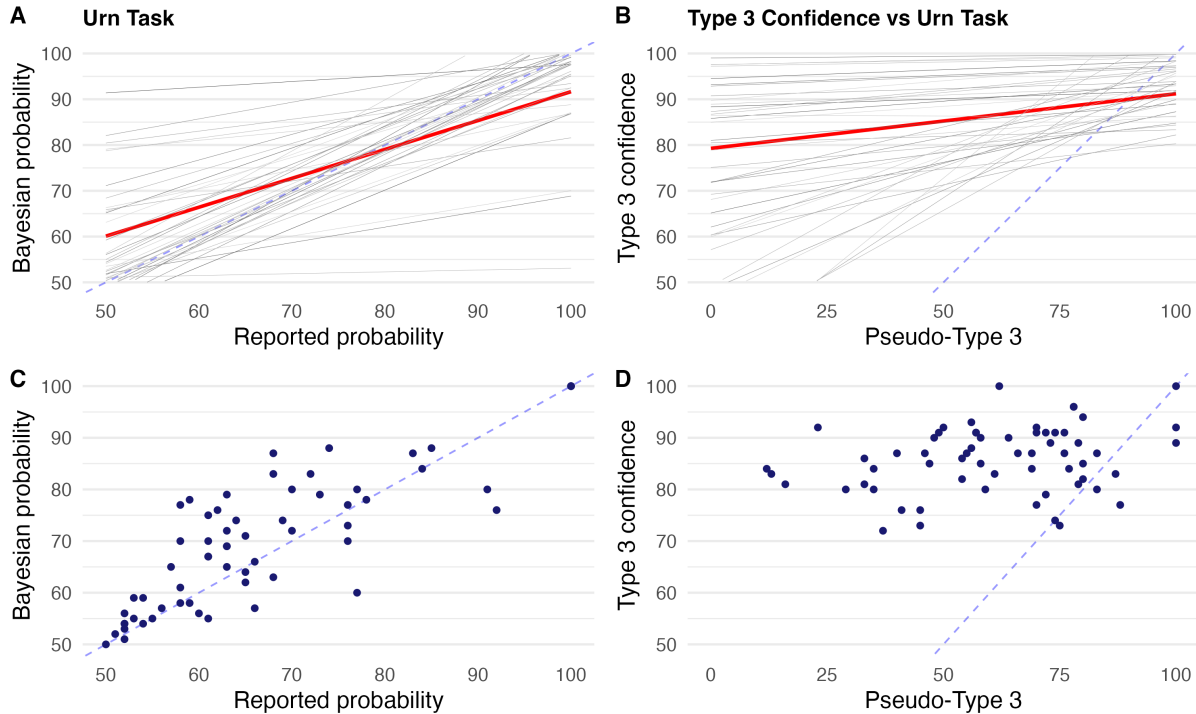 A
Urn Task
B
Type 3 Confidence vs Urn Task
100
90
80
70
60
50
Bayesian probability
50 60 70 80 90 100
Reported probability
100
90
80
70
60
50
Type 3 confidence
0 25 50 75 100
Pseudo-Type 3
C
100
90
80
70
60
50
Bayesian probability
50 60 70 80 90 100
Reported probability
D
100
90
80
70
60
50
Type 3 confidence
0 25 50 75 100
Pseudo-Type 3